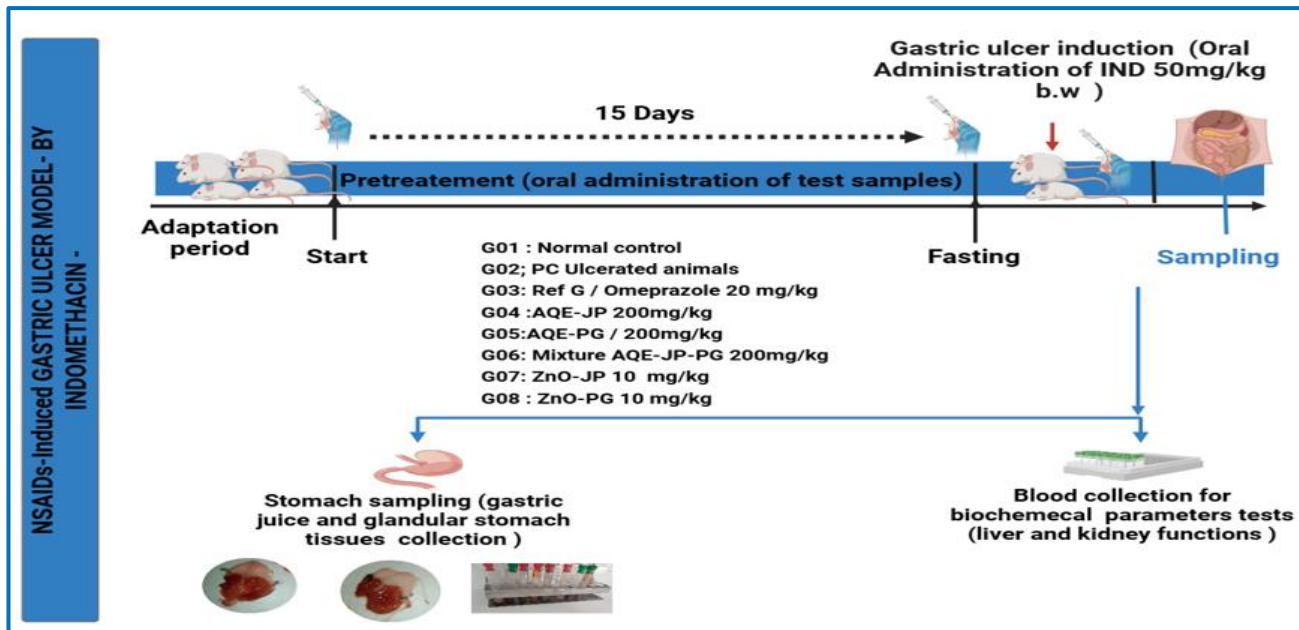 NSAIDs-Induced GASTRIC ULCER MODEL- BY
INDOMETHACIN -
Gastric ulcer induction (Oral
Administration of IND 50mg/kg
b.w )
15 Days
Pretreatement (oral administration of test samples)
Adaptation
period
Start
Fasting
Sampling
G01 : Normal control
G02; PC Ulcerated animals
G03: Ref G / Omeprazole 20 mg/kg
G04 :AQE-JP 200mg/kg
G05:AQE-PG / 200mg/kg
G06: Mixture AQE-JP-PG 200mg/kg
G07: ZnO-JP 10 mg/kg
G08 : ZnO-PG 10 mg/kg
Stomach sampling (gastric
juice and glandular stomach
tissues collection )
Blood collection for
biochemecal parameters tests
(liver and kidney functions )